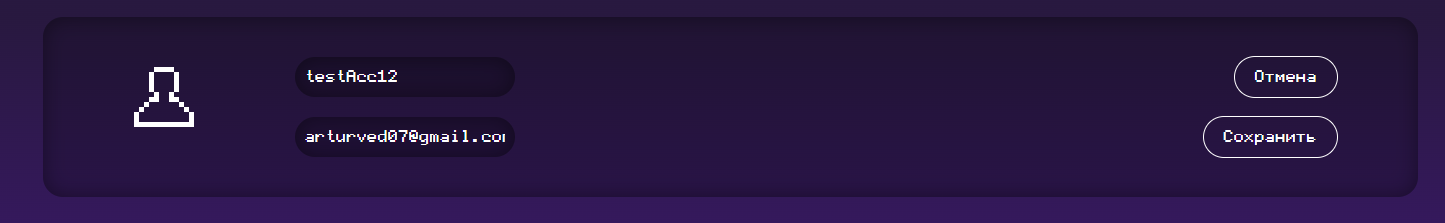 testAcc12
Отмена
arturved07@gmail.co
Сохранить